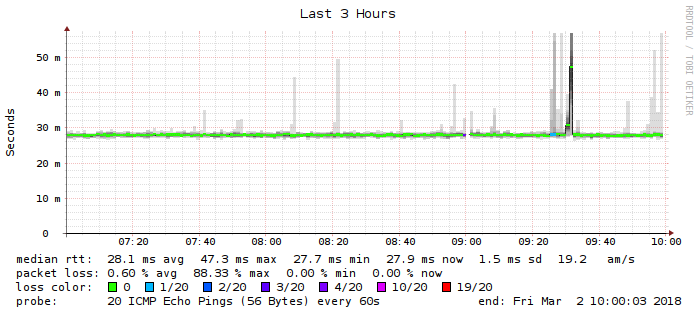 Last 3 Hours
RRDTOOL / TOBI OETIKER
Seconds
50 m
40 m
30 m
20 m
10 m
0
07:20 07:40 08:00 08:20 08:40 09:00 09:20 09:40 10:00
median rtt: 28.1 ms avg 47.3 ms max 27.7 ms min 27.9 ms now 1.5 ms sd 19.2 am/s
packet loss: 0.60 % avg 88.33 % max 0.00 % min 0.00 % now
loss color: 0 1/20 2/20 3/20 4/20 10/20 19/20
probe: 20 ICMP Echo Pings (56 Bytes) every 60s end: Fri Mar 2 10:00:03 2018